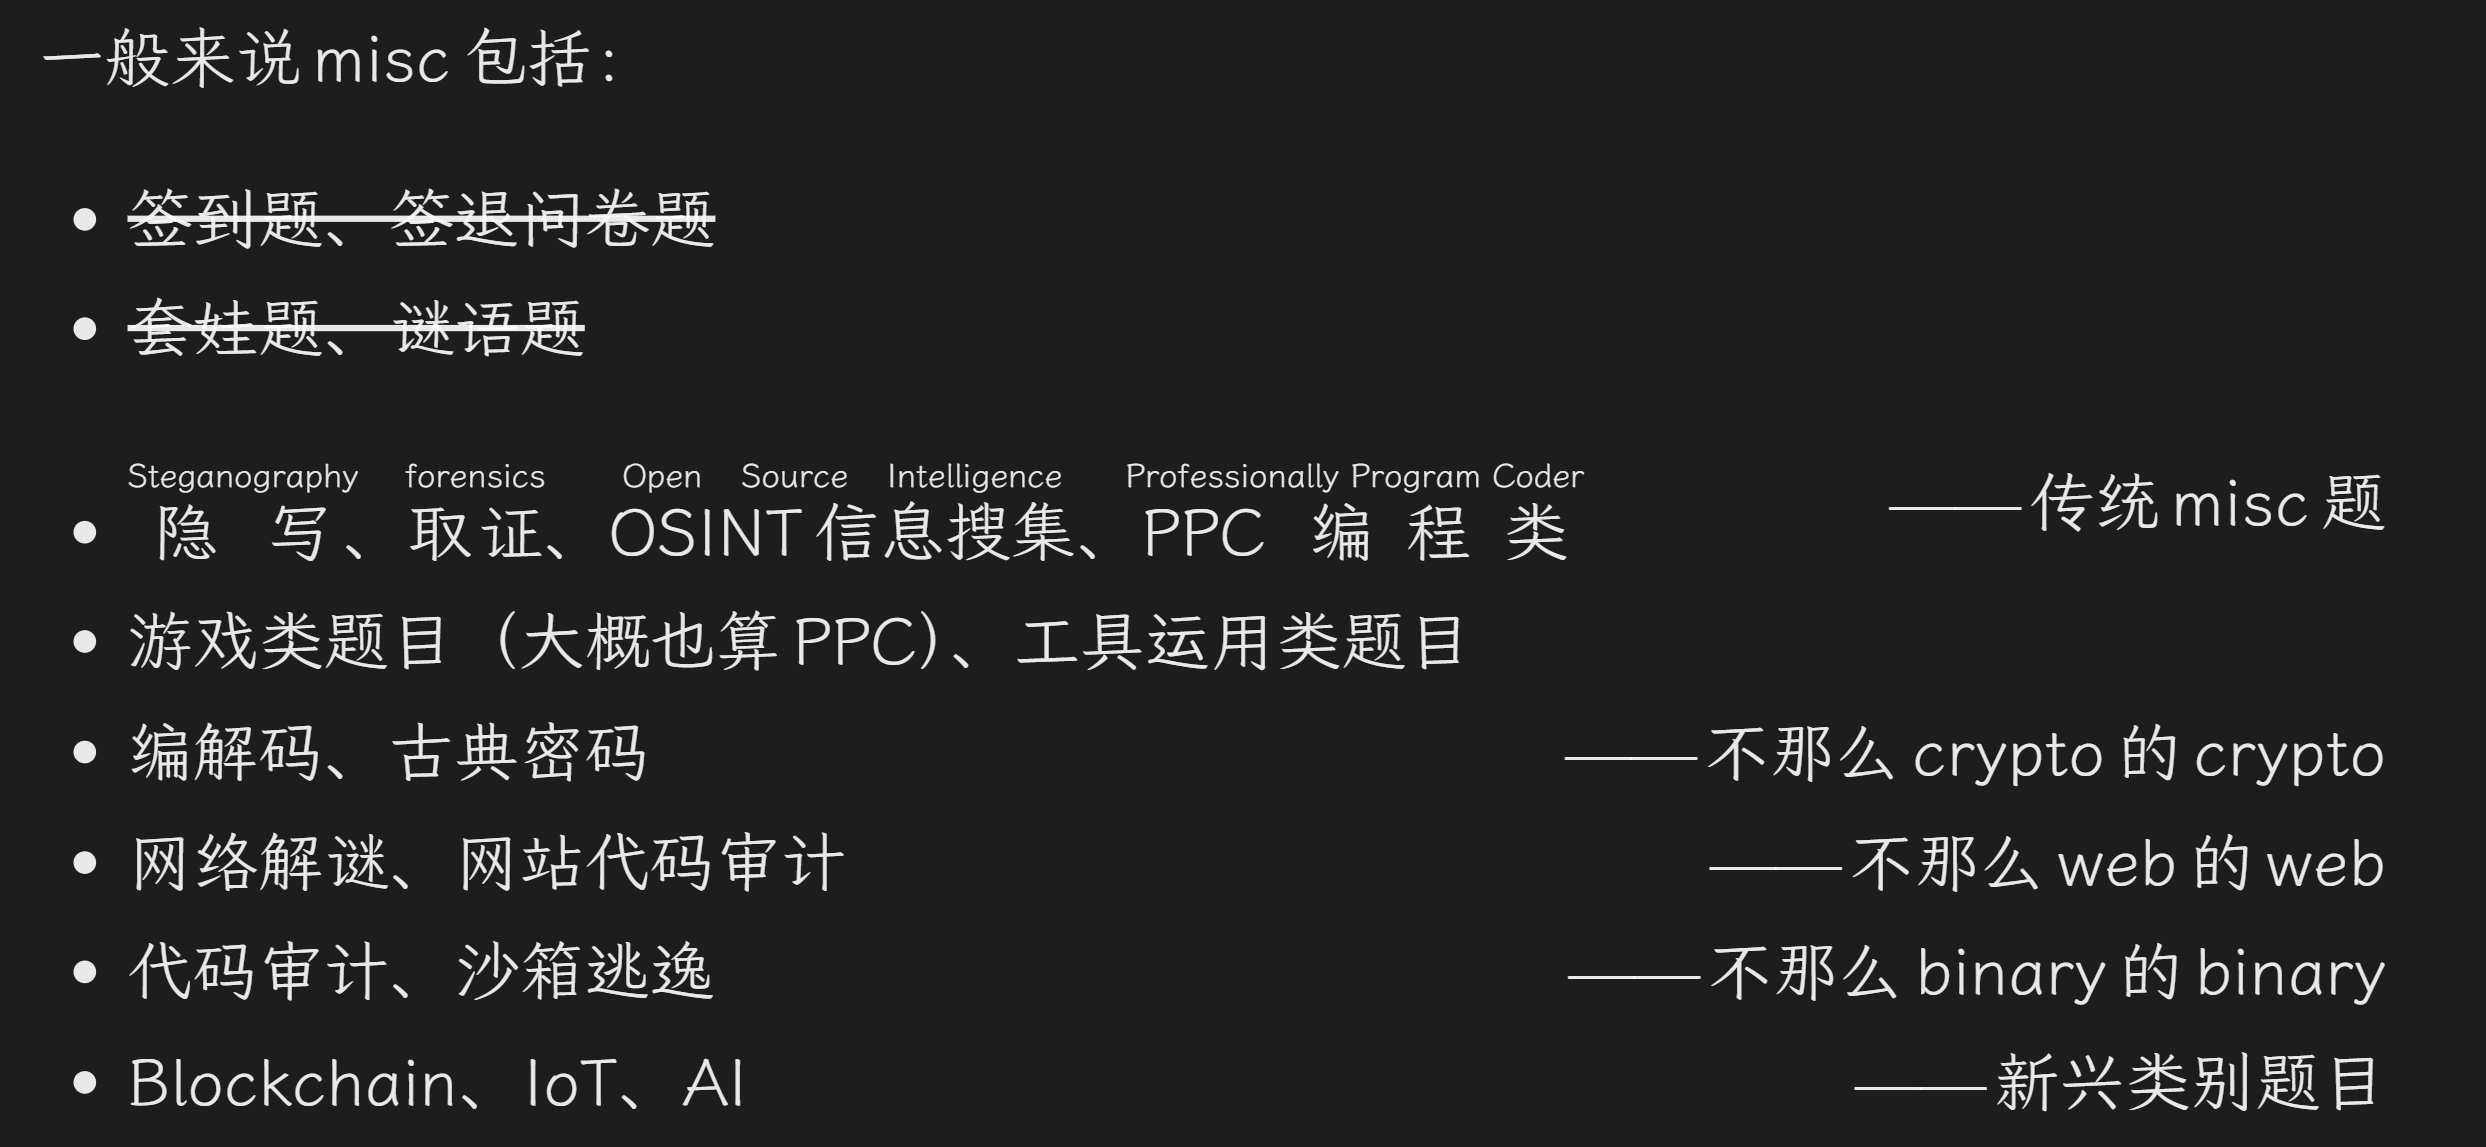 一般来说 misc 包括：
签到题、签退问卷题
套娃题、谜语题
Steganography forensics Open Source Intelligence Professionally Program Coder
隐写、取证、OSINT 信息搜集、PPC 编程类 ——传统 misc 题
游戏类题目（大概也算 PPC）、工具运用类题目
编解码、古典密码 ——不那么 crypto 的 crypto
网络解谜、网站代码审计 ——不那么 web 的 web
代码审计、沙箱逃逸 ——不那么 binary 的 binary
Blockchain、IoT、AI ——新兴类别题目